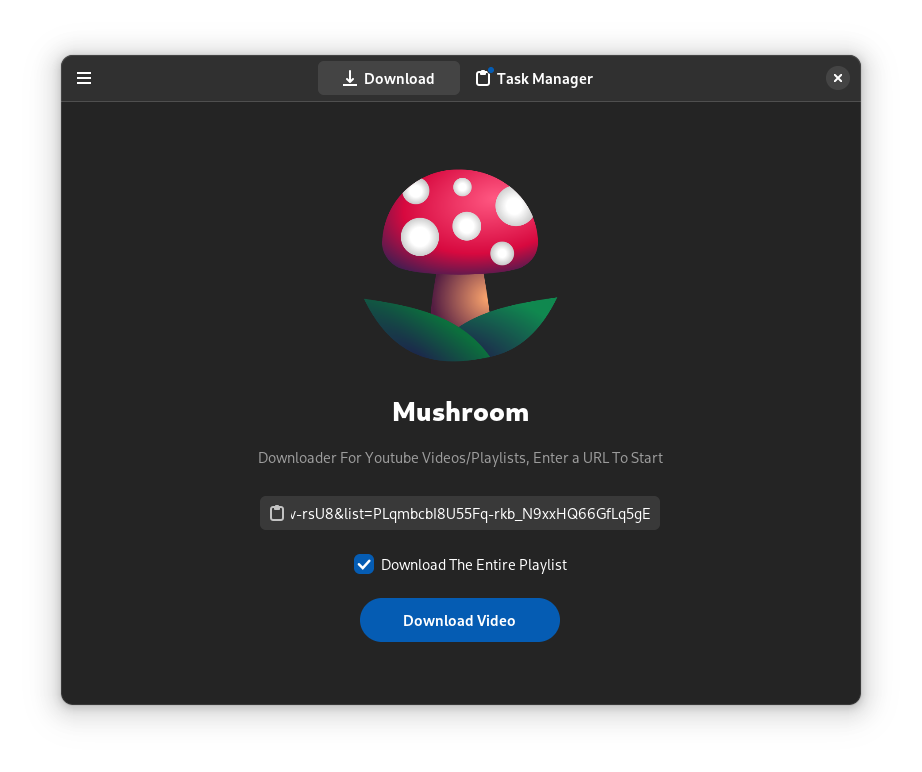 Download
Task Manager
Mushroom
Downloader For Youtube Videos/Playlists, Enter a URL To Start
v-rsU8&list=PLqmbcbI8U55Fq-rkb_N9xxHQ66GfLq5gE
Download The Entire Playlist
Download Video